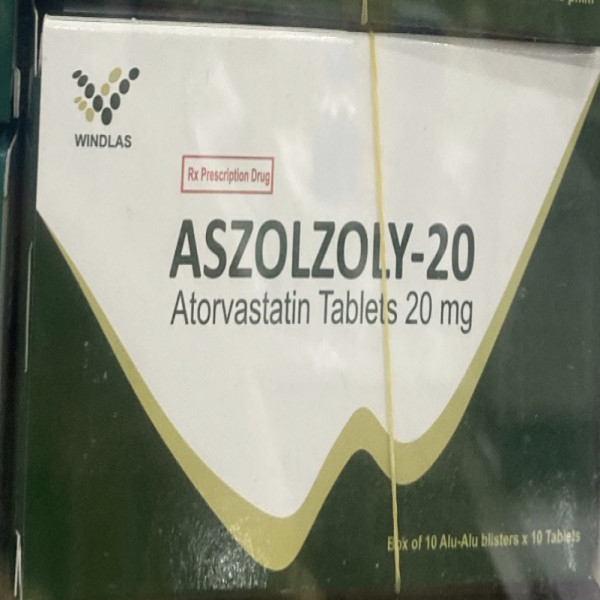 WINDLAS
Rx Prescription Drug
ASZOLZOLY-20
Atorvastatin Tablets 20 mg
Box of 10 Alu-Alu blisters x 10 Tablets